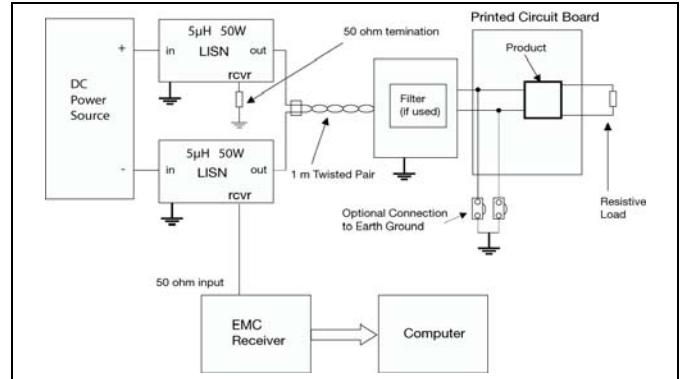 Printed Circuit Board
5µH 50W
LISN
in
out
rcvr
50 ohm temination
Product
+
DC
Power
Source
-
Filter
(if used)
5µH 50W
LISN
in
out
rcvr
1 m Twisted Pair
Optional Connection
to Earth Ground
Resistive
Load
50 ohm input
EMC
Receiver
Computer